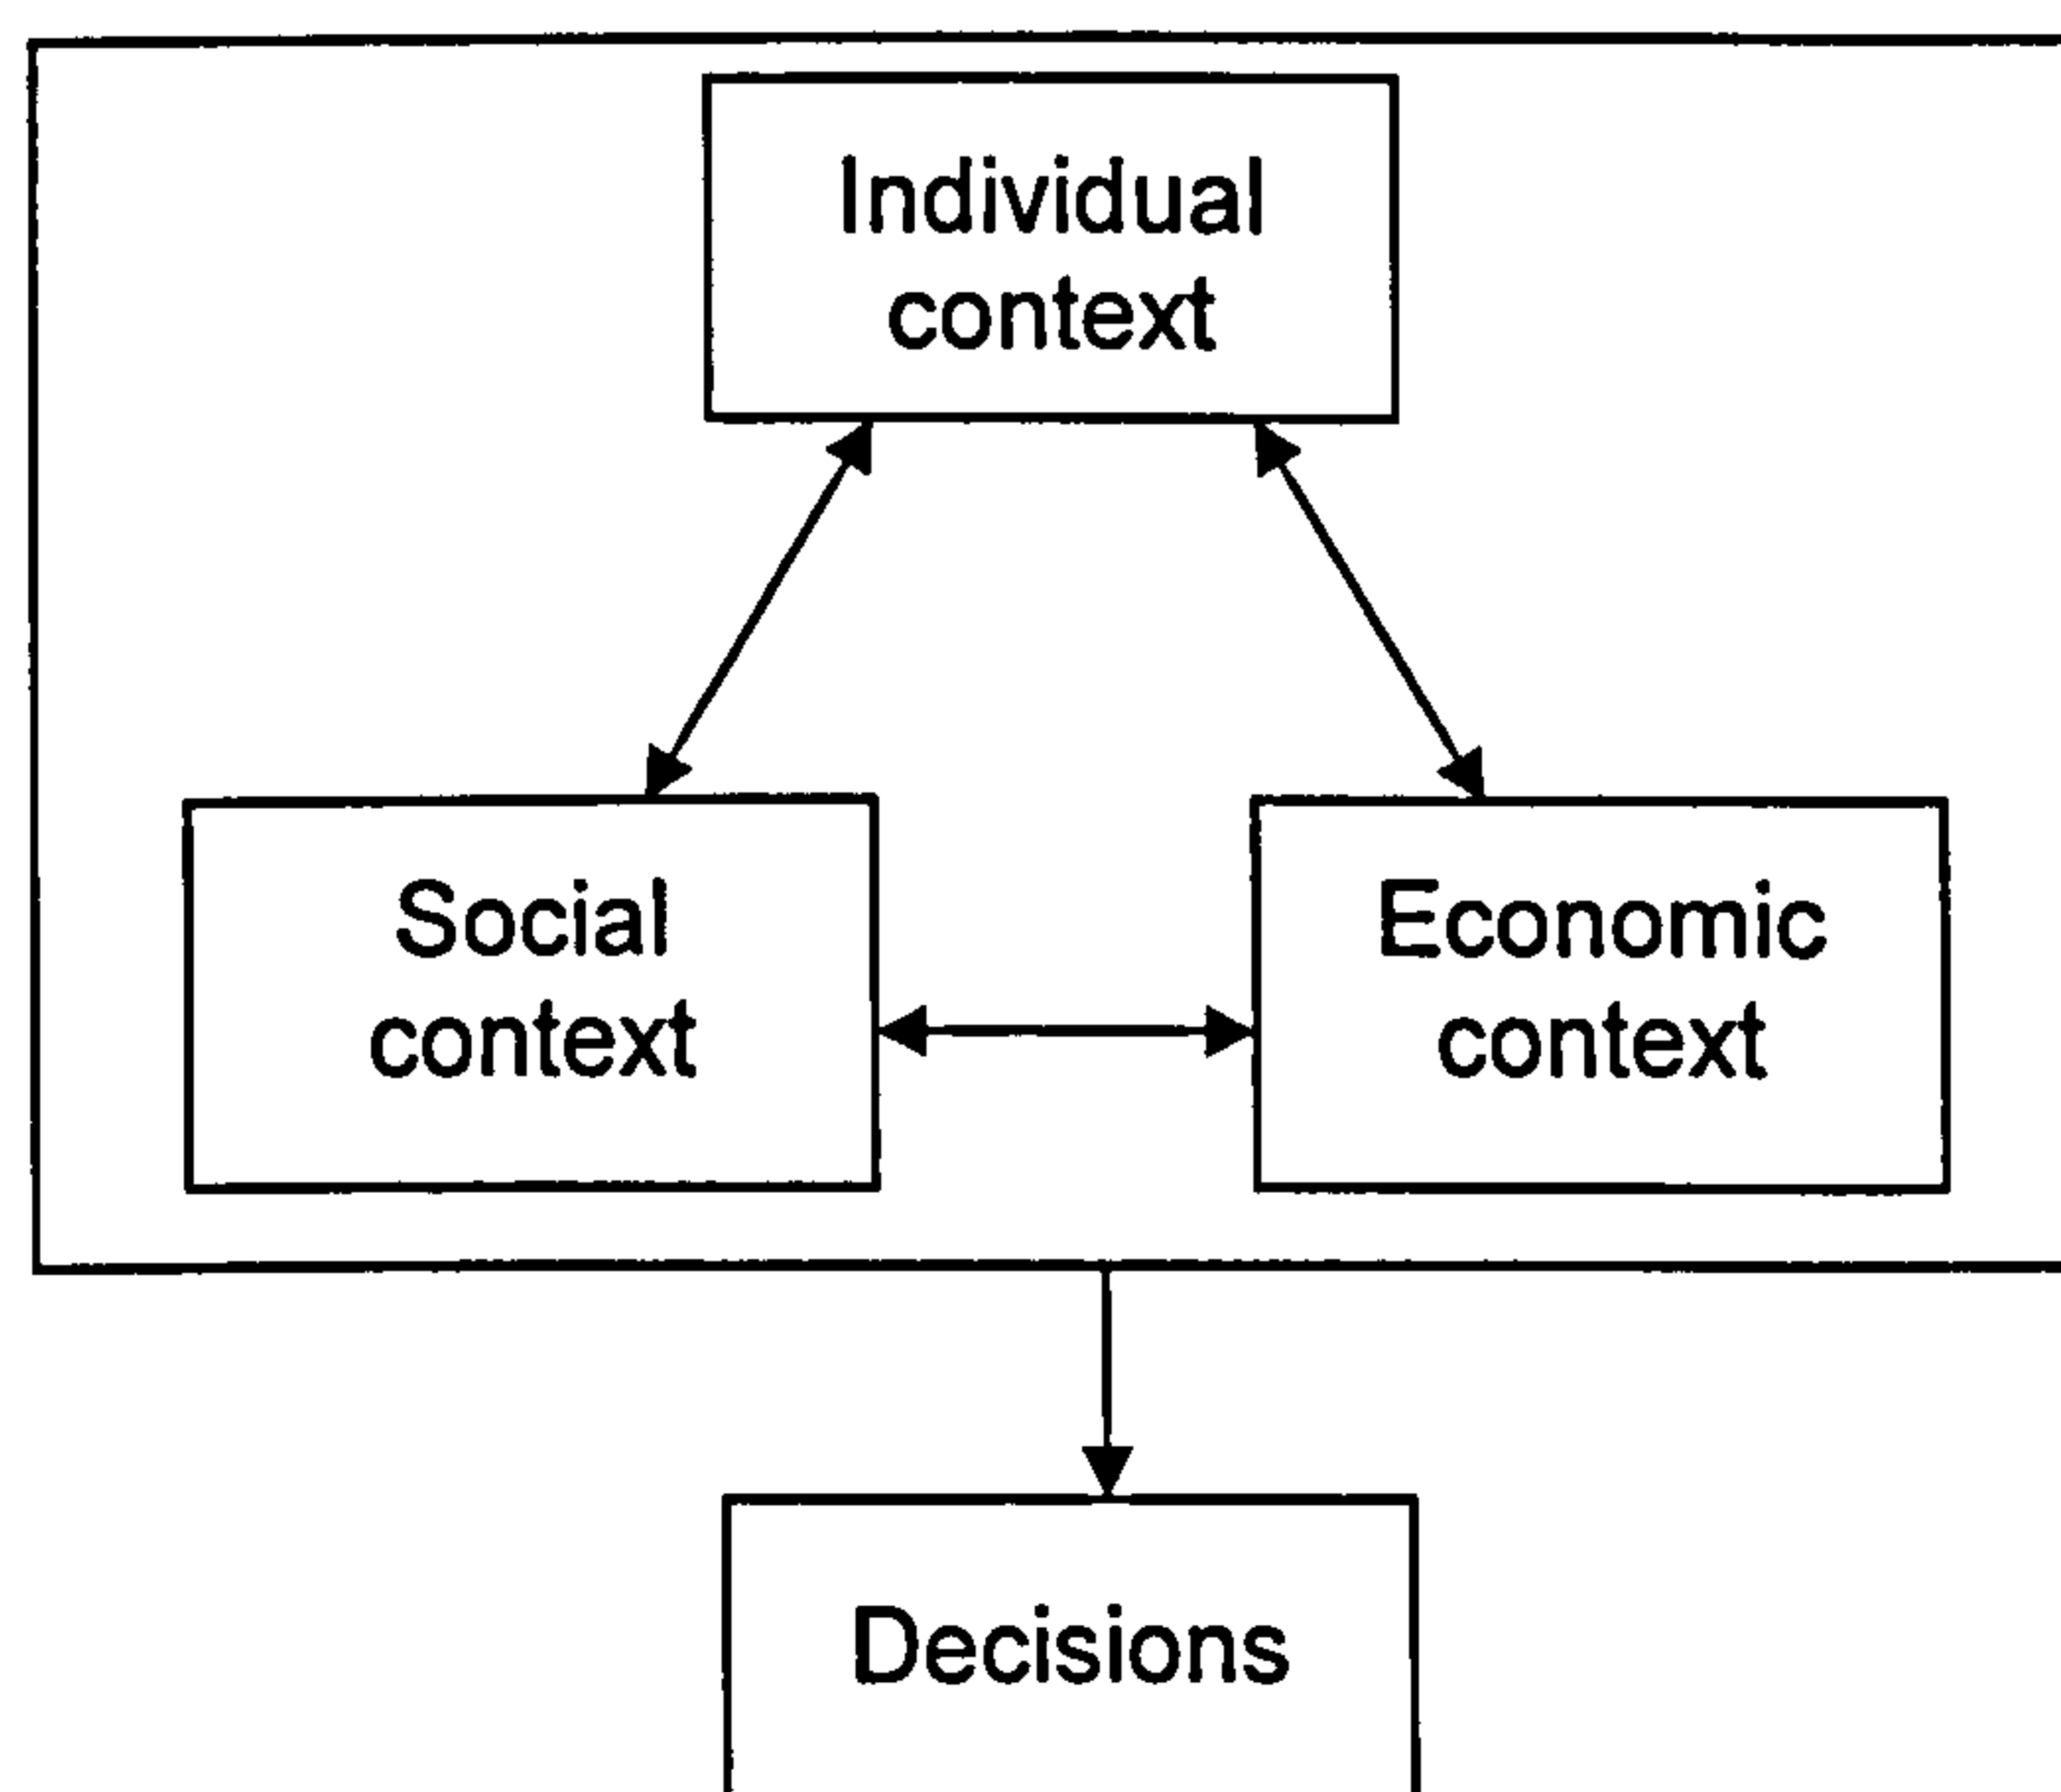 Individual
context
Social
context
Economic
context
Decisions